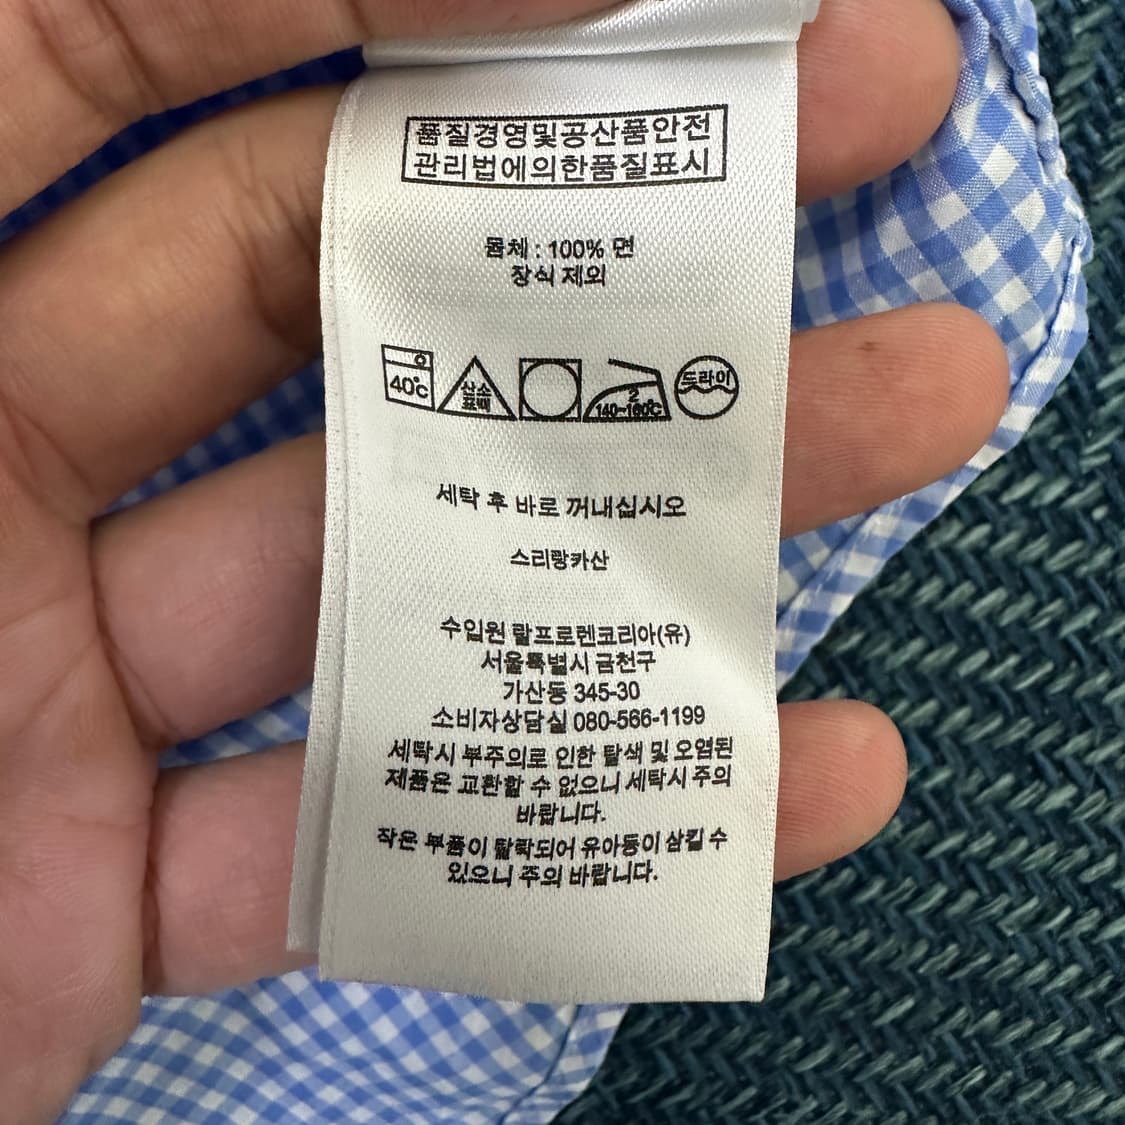 품질경영및공산품안전
관리법에의한품질표시
몸체 : 100% 면
장식 제외
40℃
산소
표백
2
140~160℃
드라이
세탁 후 바로 꺼내십시오
스리랑카산
수입원 랄프로렌코리아(유)
서울특별시 금천구
가산동 345-30
소비자상담실 080-566-1199
세탁시 부주의로 인한 탈색 및 오염된
제품은 교환할 수 없으니 세탁시 주의
바랍니다.
작은 부품이 탈락되어 유아등이 삼킬 수
있으니 주의 바랍니다.